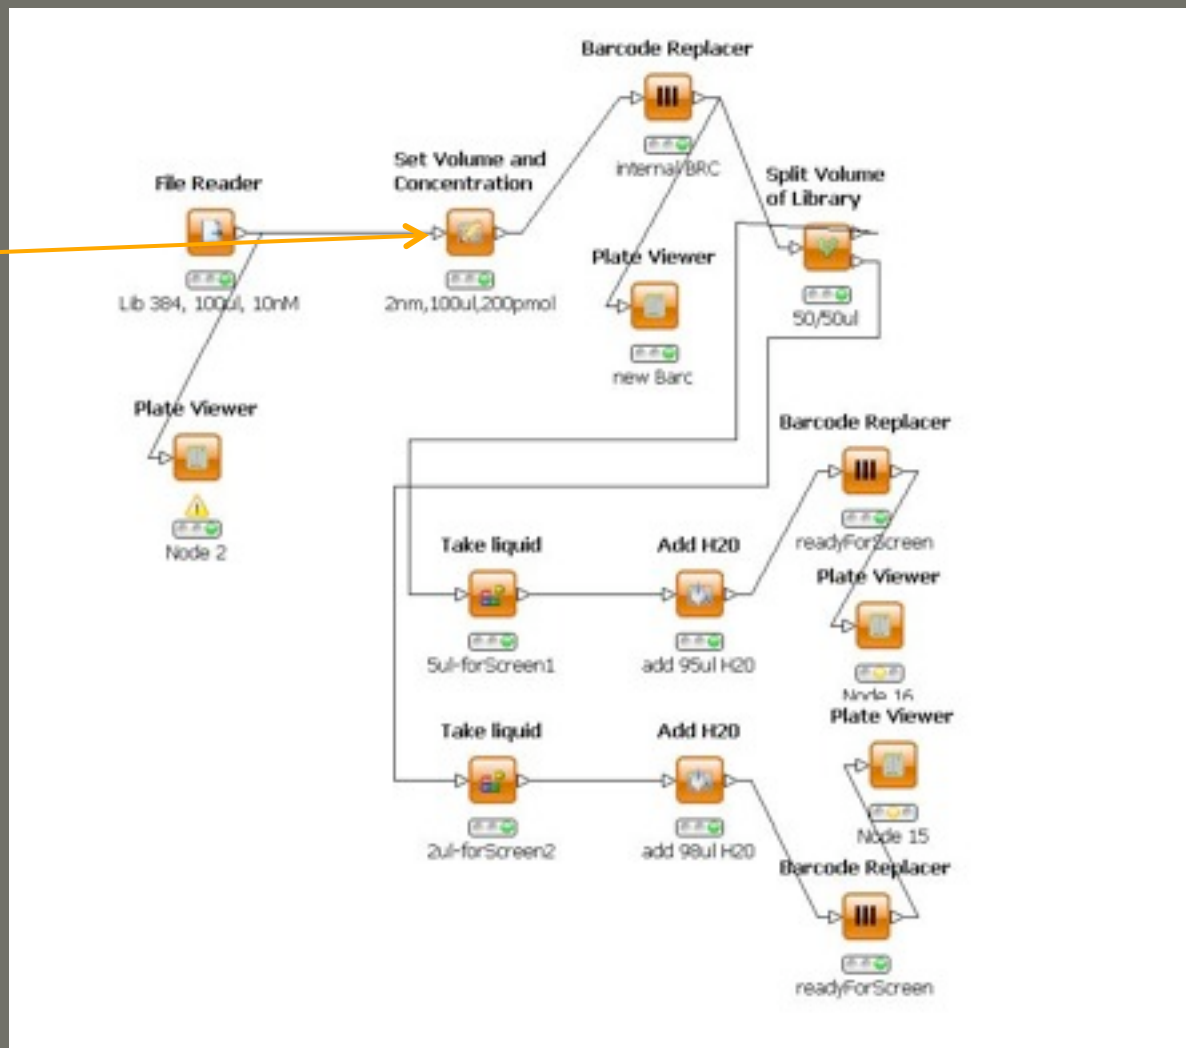 Barcode Replacer
internal BRC
Set Volume and
Concentration
Split Volume
of Library
File Reader
Plate Viewer
Lib 384, 100ul, 10nM
2nm,100ul,200pmol
50/50ul
new Barc
Plate Viewer
Barcode Replacer
Node 2
readyForScreen
Take liquid
Add H20
Plate Viewer
5ul-forScreen1
add 95ul H20
Node 16
Plate Viewer
Take liquid
Add H20
Node 15
2ul-forScreen2
add 98ul H20
Barcode Replacer
readyForScreen